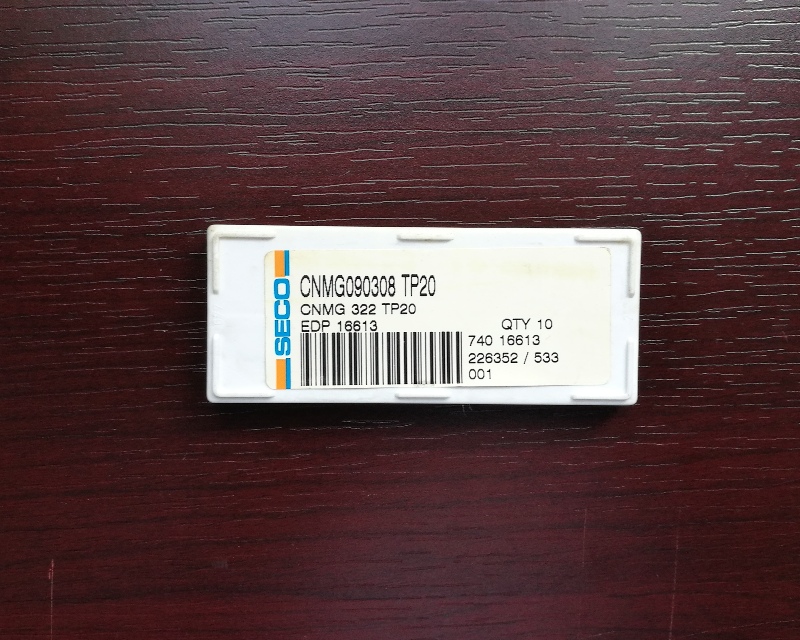 SECO
CNMG090308 TP20
CNMG 322 TP20
EDP 16613
QTY 10
740 16613
226352 / 533
001